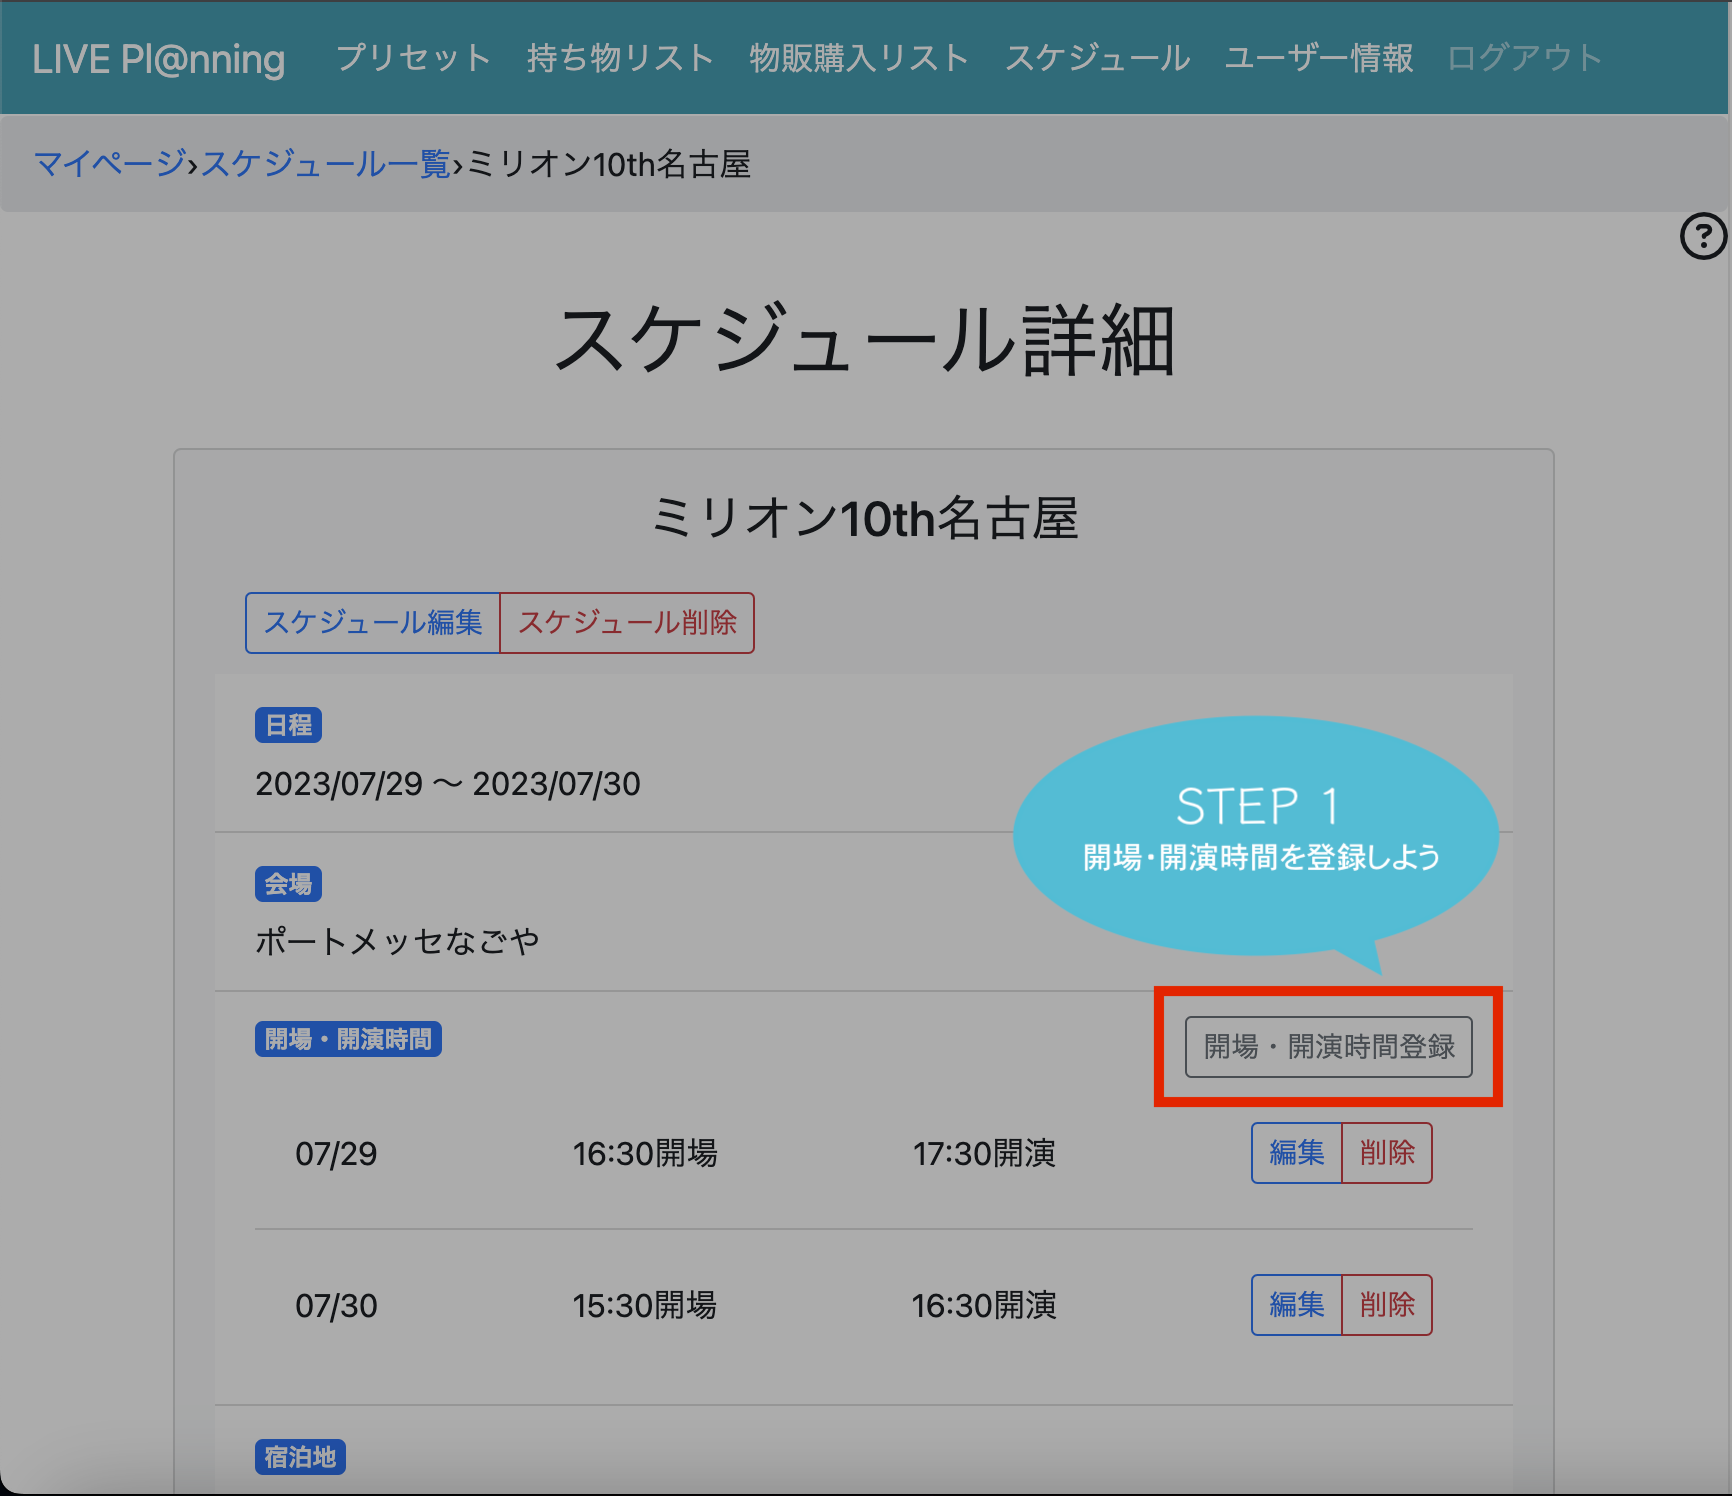 LIVE Pl@nning プリセット 持ち物リスト 物販購入リスト スケジュール ユーザー情報 ログアウト
マイページ›スケジュール一覧›ミリオン10th名古屋
?
スケジュール詳細
ミリオン10th名古屋
スケジュール編集 スケジュール削除
日程
2023/07/29 〜 2023/07/30
STEP 1
開場・開演時間を登録しよう
会場
ポートメッセなごや
開場・開演時間 開場・開演時間登録
07/29 16:30開場 17:30開演 編集 削除
07/30 15:30開場 16:30開演 編集 削除
宿泊地